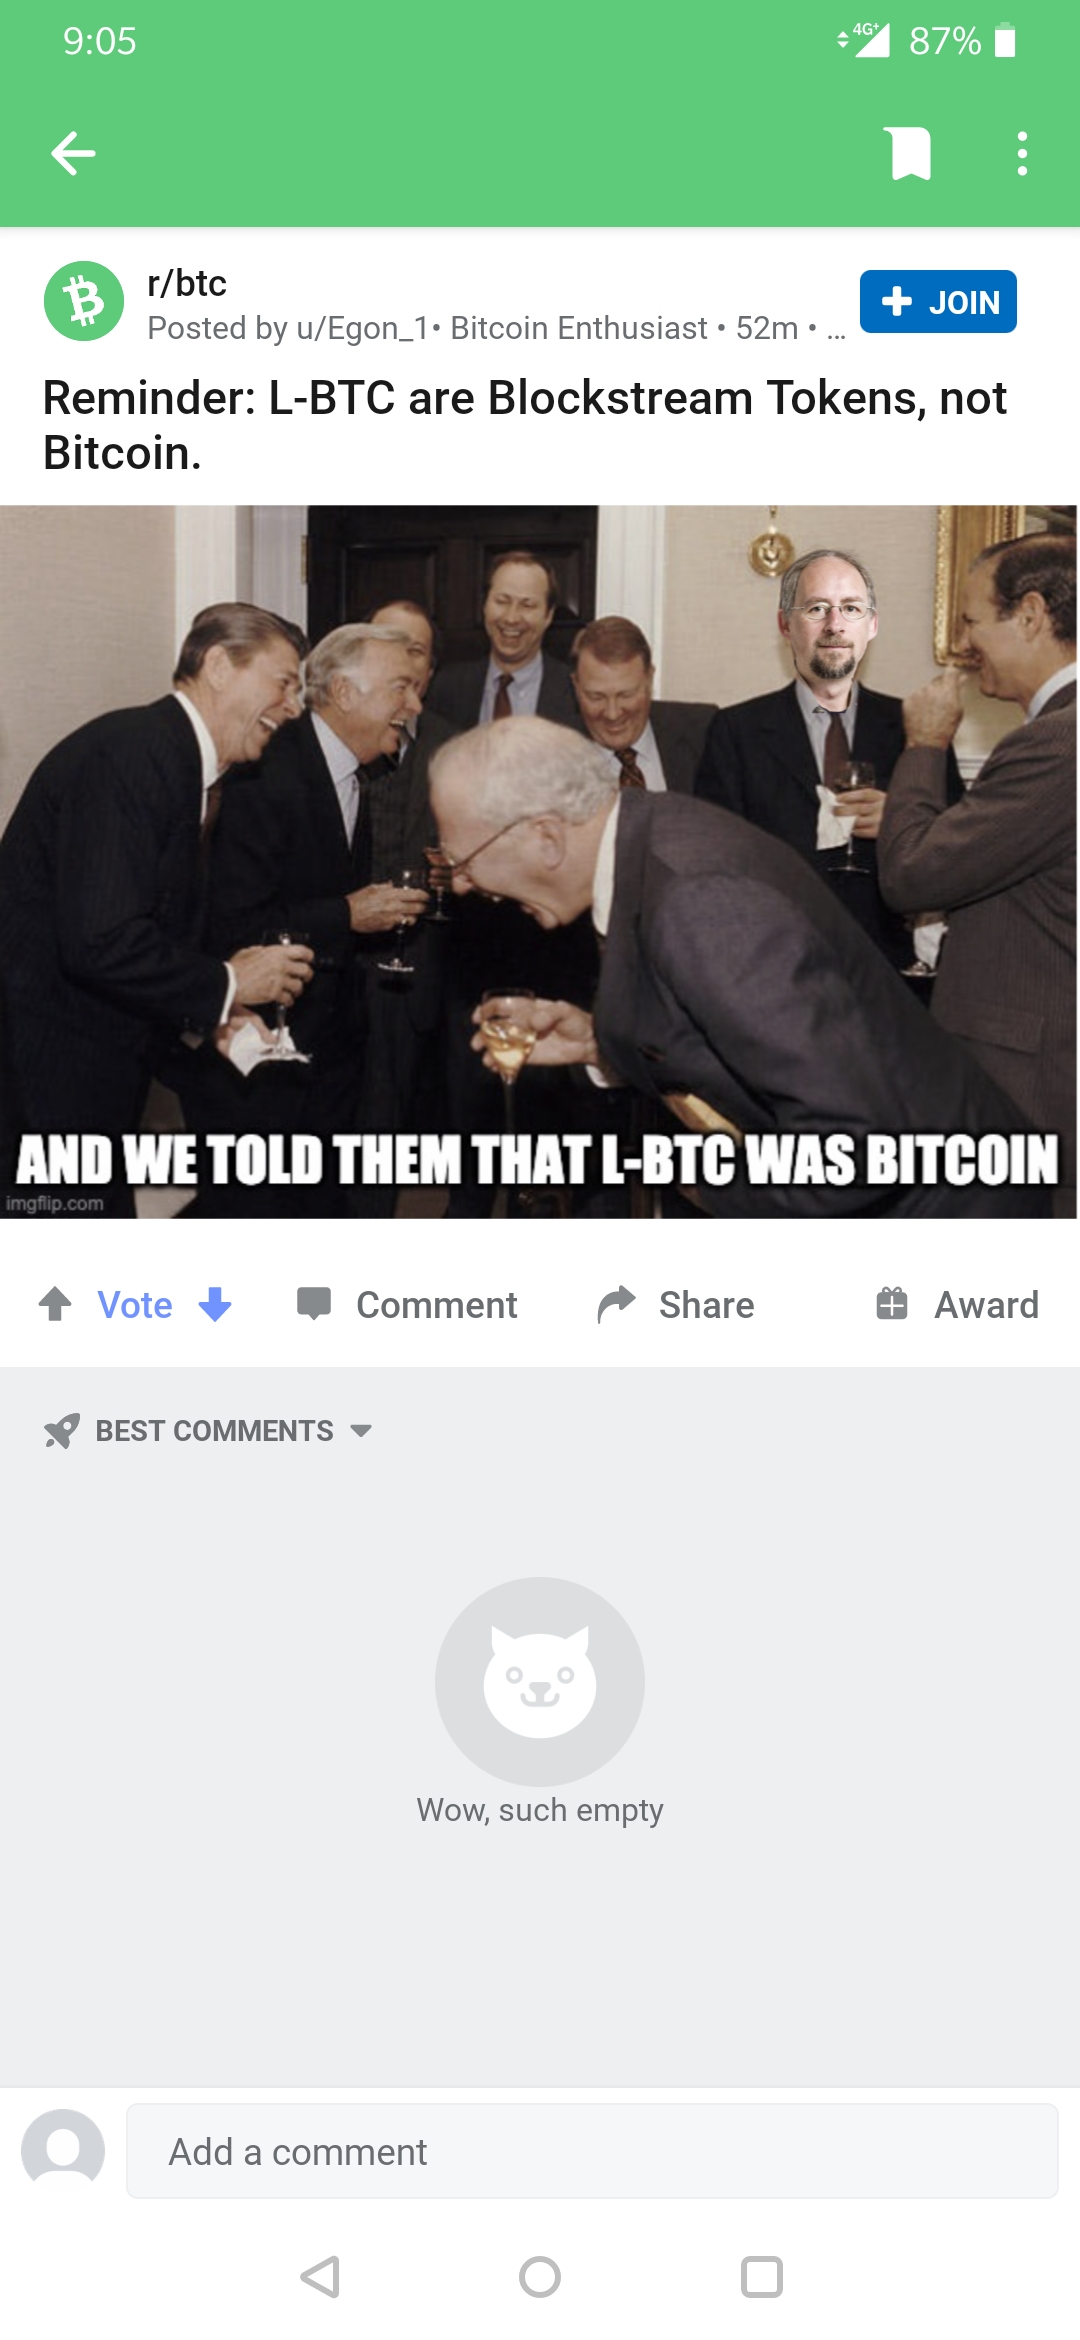 9:05
4G+ 87%
r/btc
Posted by u/Egon_1• Bitcoin Enthusiast • 52m • ...
+ JOIN
Reminder: L-BTC are Blockstream Tokens, not
Bitcoin.
AND WE TOLD THEM THAT L-BTC WAS BITCOIN
imgflip.com
Vote
Comment
Share
Award
BEST COMMENTS
Wow, such empty
Add a comment